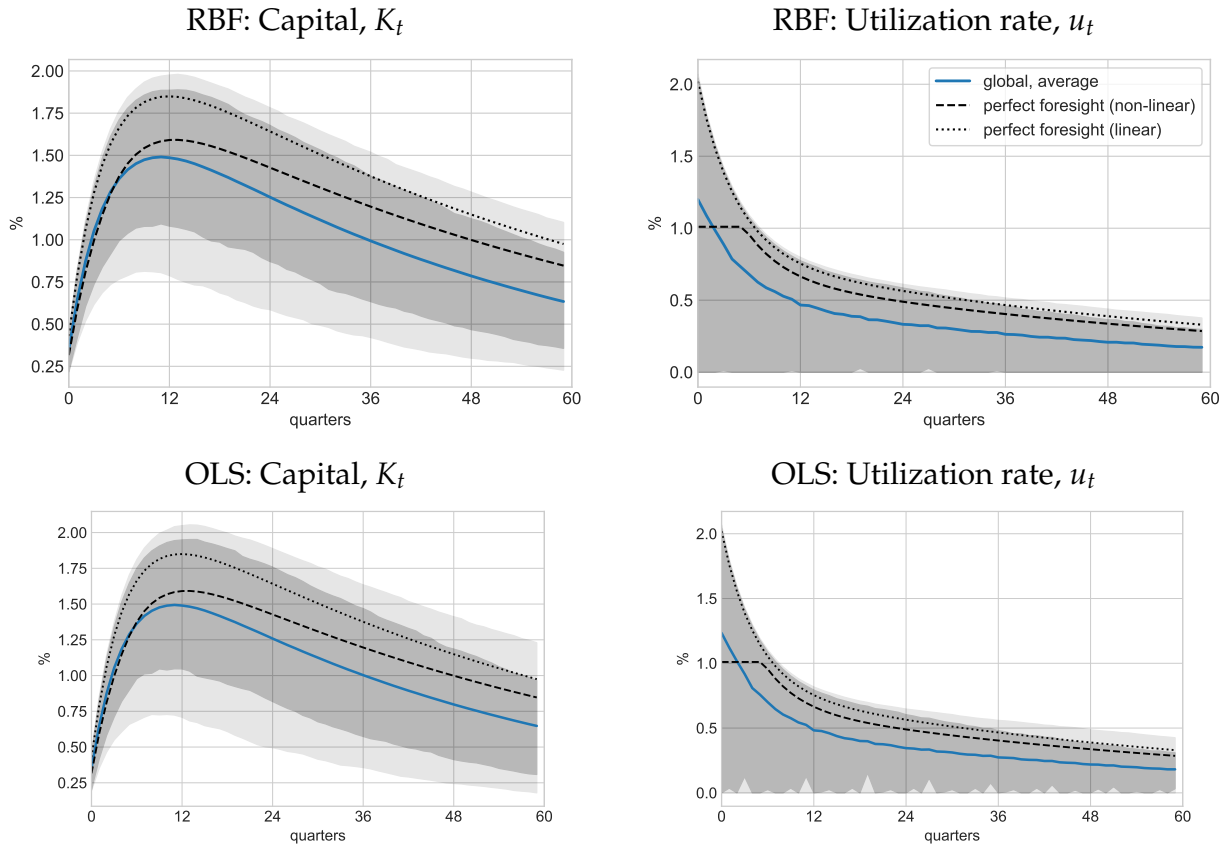 RBF: Capital, K_t
2.00
1.75
1.50
1.25
1.00
0.75
0.50
0.25
%
0 12 24 36 48 60
quarters
RBF: Utilization rate, u_t
global, average
perfect foresight (non-linear)
perfect foresight (linear)
2.0
1.5
1.0
0.5
0.0
%
0 12 24 36 48 60
quarters
OLS: Capital, K_t
2.00
1.75
1.50
1.25
1.00
0.75
0.50
0.25
%
0 12 24 36 48 60
quarters
OLS: Utilization rate, u_t
2.0
1.5
1.0
0.5
0.0
%
0 12 24 36 48 60
quarters